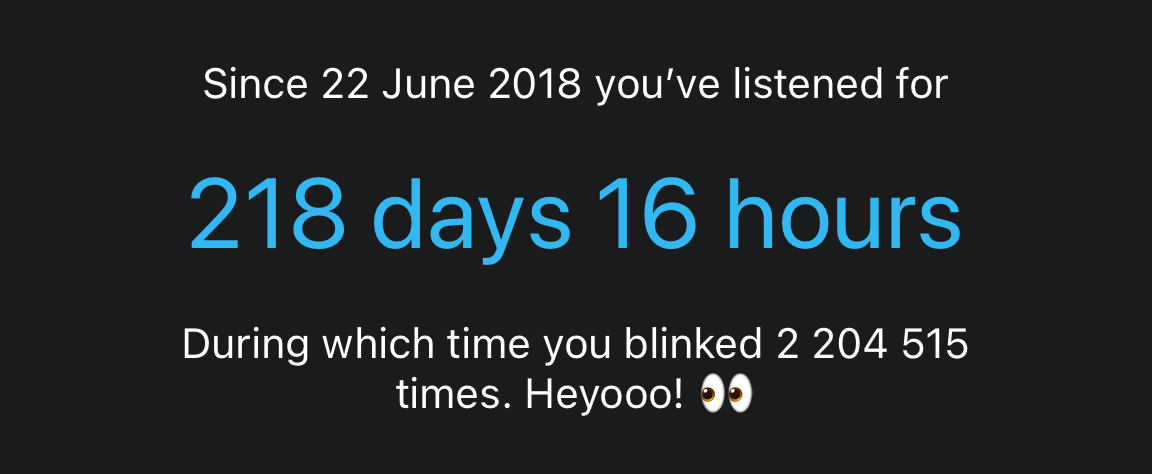 Since 22 June 2018 you’ve listened for
218 days 16 hours
During which time you blinked 2 204 515
times. Heyooo! 👀